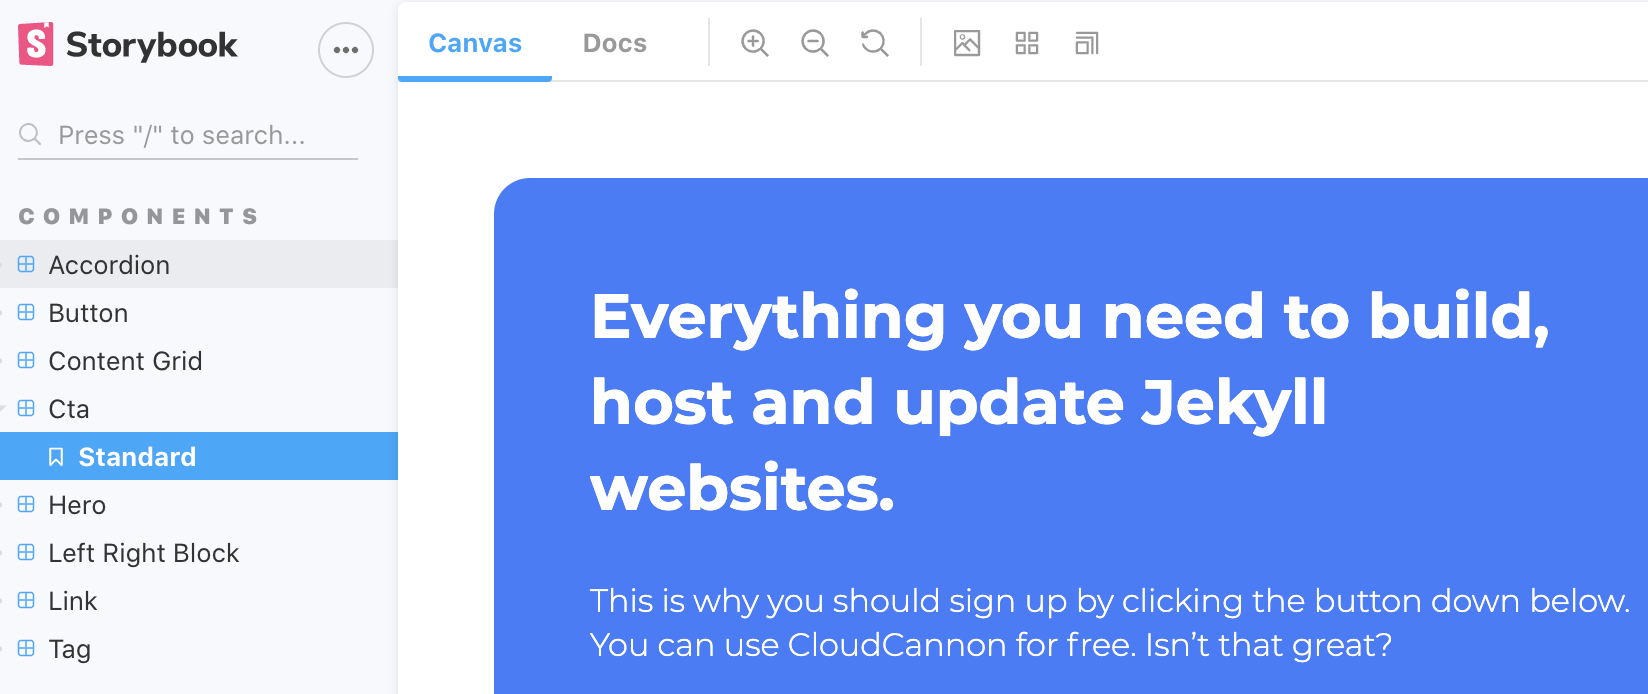 Storybook
Canvas
Docs
Press "/" to search...
COMPONENTS
Accordion
Button
Content Grid
Cta
Standard
Hero
Left Right Block
Link
Tag
Everything you need to build,
host and update Jekyll
websites.
This is why you should sign up by clicking the button down below.
You can use CloudCannon for free. Isn’t that great?